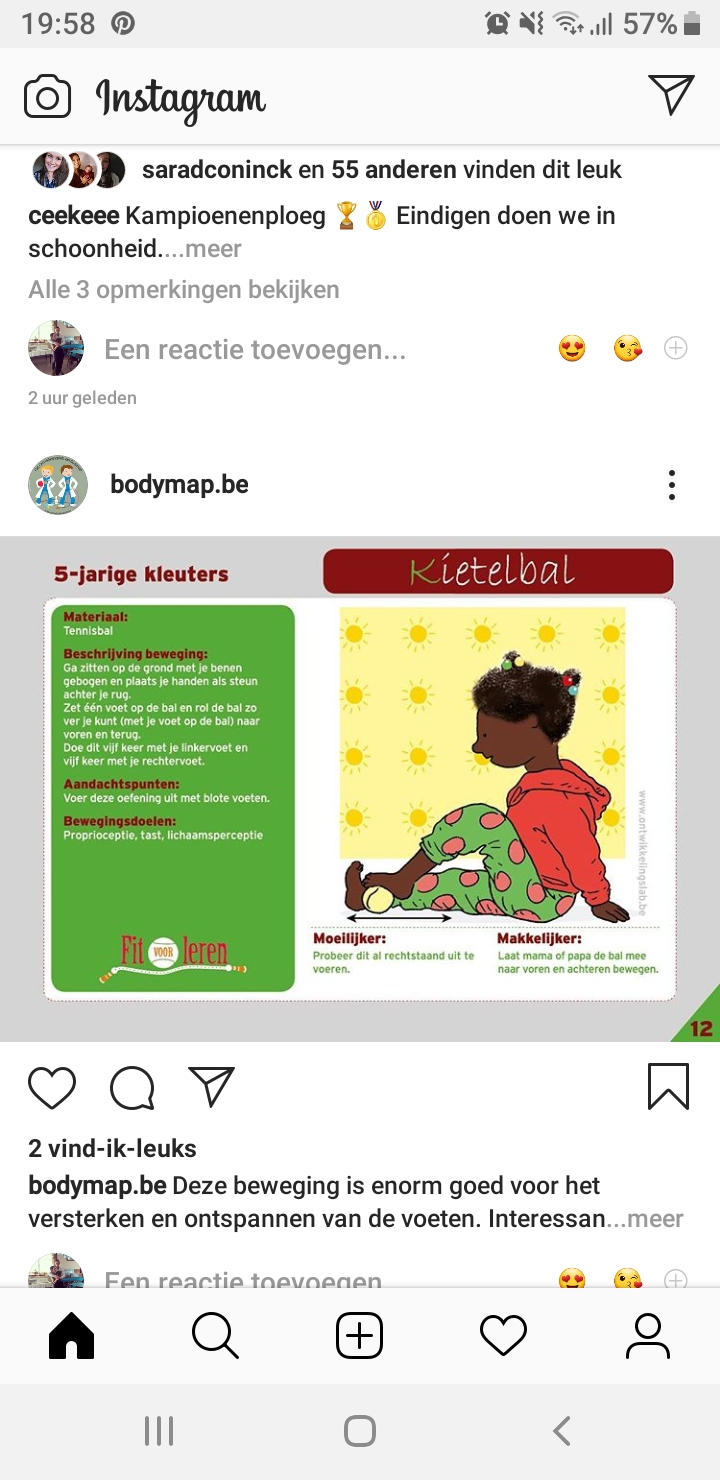 19:58
57%
Instagram
saradconinck en 55 anderen vinden dit leuk
ceekeee Kampioenenploeg 🏆🥇 Eindigen doen we in
schoonheid....meer
Alle 3 opmerkingen bekijken
Een reactie toevoegen...
2 uur geleden
bodymap.be
5-jarige kleuters
Kietelbal
Materiaal:
Tennisbal
Beschrijving beweging:
Ga zitten op de grond met je benen
gebogen en plaats je handen als steun
achter je rug.
Zet één voet op de bal en rol de bal zo
ver je kunt (met je voet op de bal) naar
voren en terug.
Doe dit vijf keer met je linkervoet en
vijf keer met je rechtervoet.
Aandachtspunten:
Voer deze oefening uit met blote voeten.
Bewegingsdoelen:
Proprioceptie, tast, lichaamsperceptie
Fit VOOR leren
www.ontwikkelingslab.be
Moeilijker:
Probeer dit al rechtstaand uit te
voeren.
Makkelijker:
Laat mama of papa de bal mee
naar voren en achteren bewegen.
12
2 vind-ik-leuks
bodymap.be Deze beweging is enorm goed voor het
versterken en ontspannen van de voeten. Interessan...meer
Een reactie toevoegen